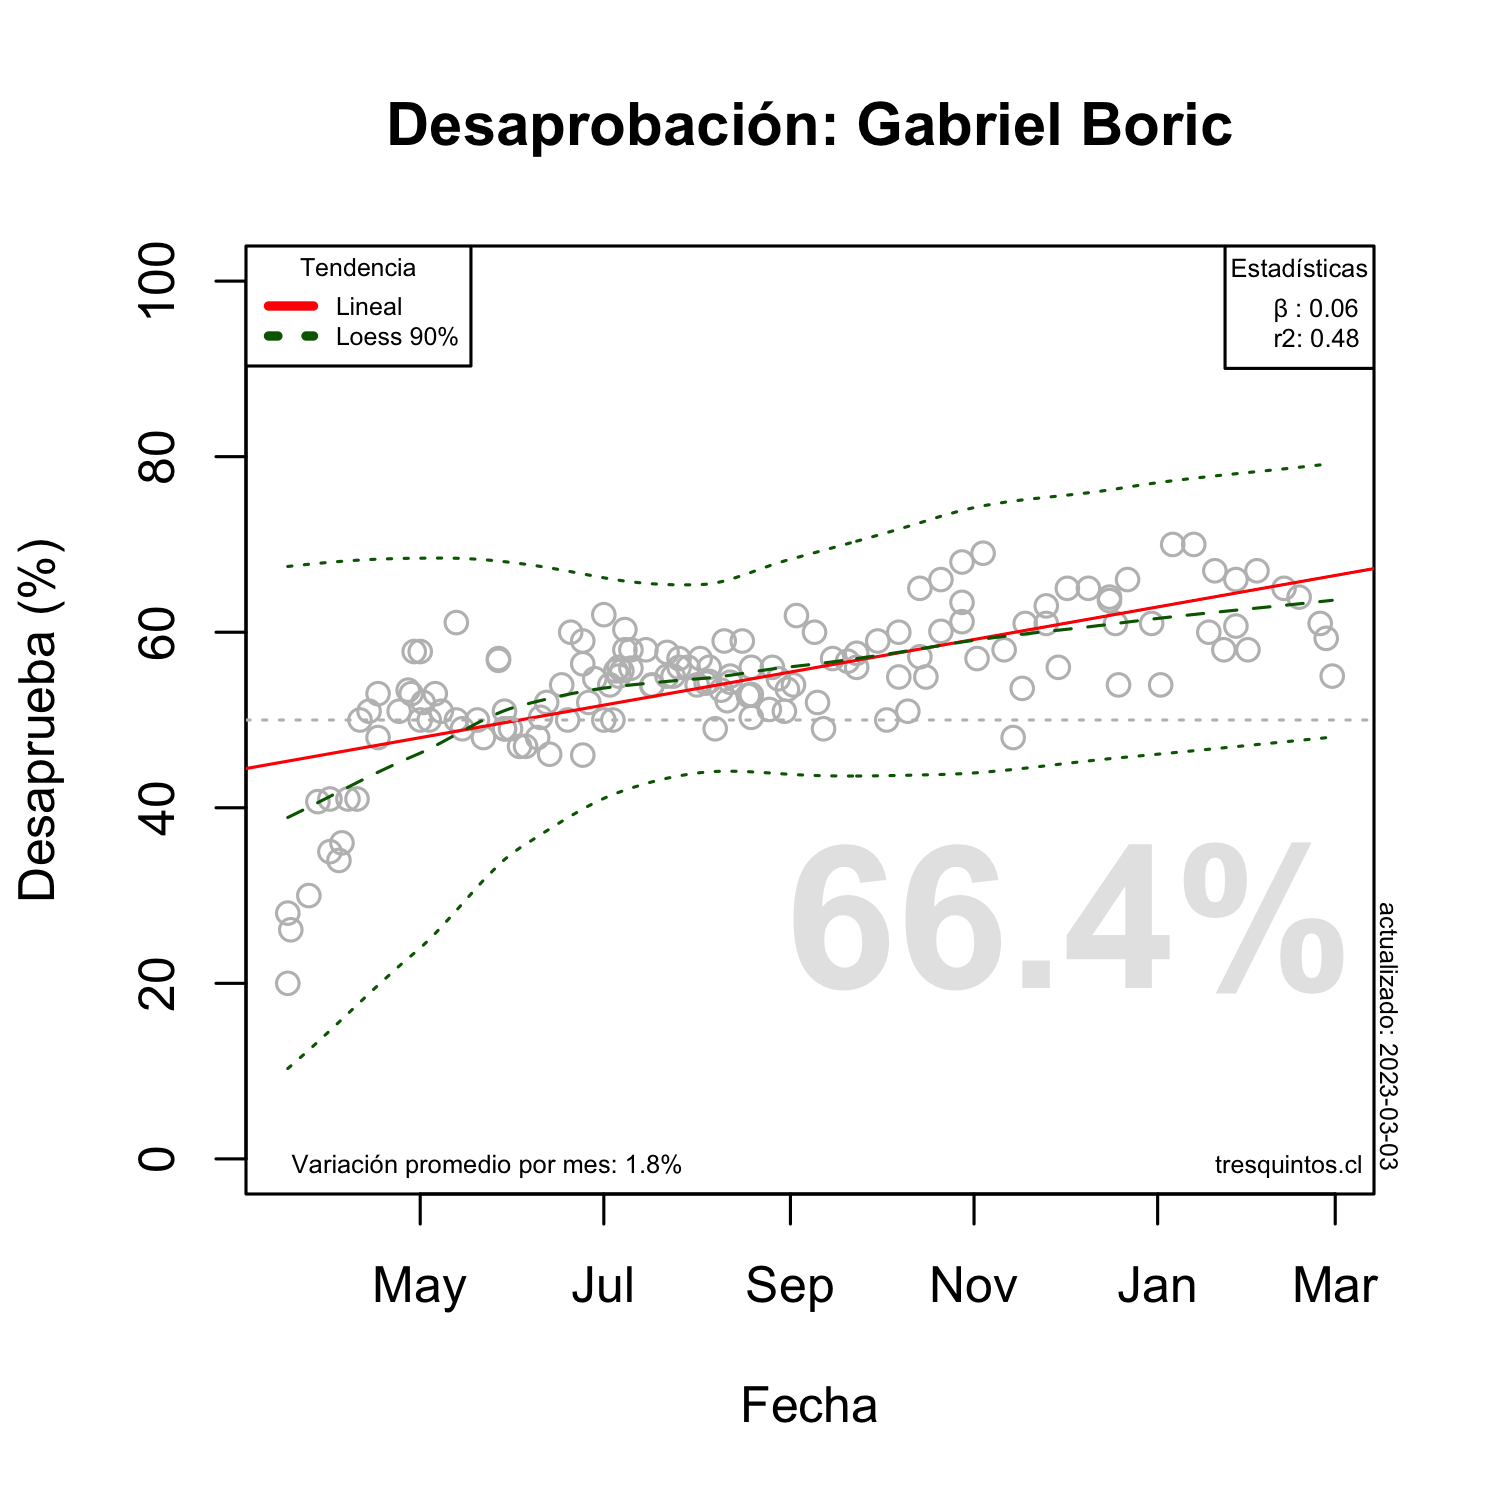 Desaprobación: Gabriel Boric
Tendencia
Lineal
Loess 90%
Estadísticas
β : 0.06
r2: 0.48
Desaprueba (%)
100
80
60
40
20
0
66.4%
actualizado: 2023-03-03
Variación promedio por mes: 1.8%
tresquintos.cl
May Jul Sep Nov Jan Mar
Fecha